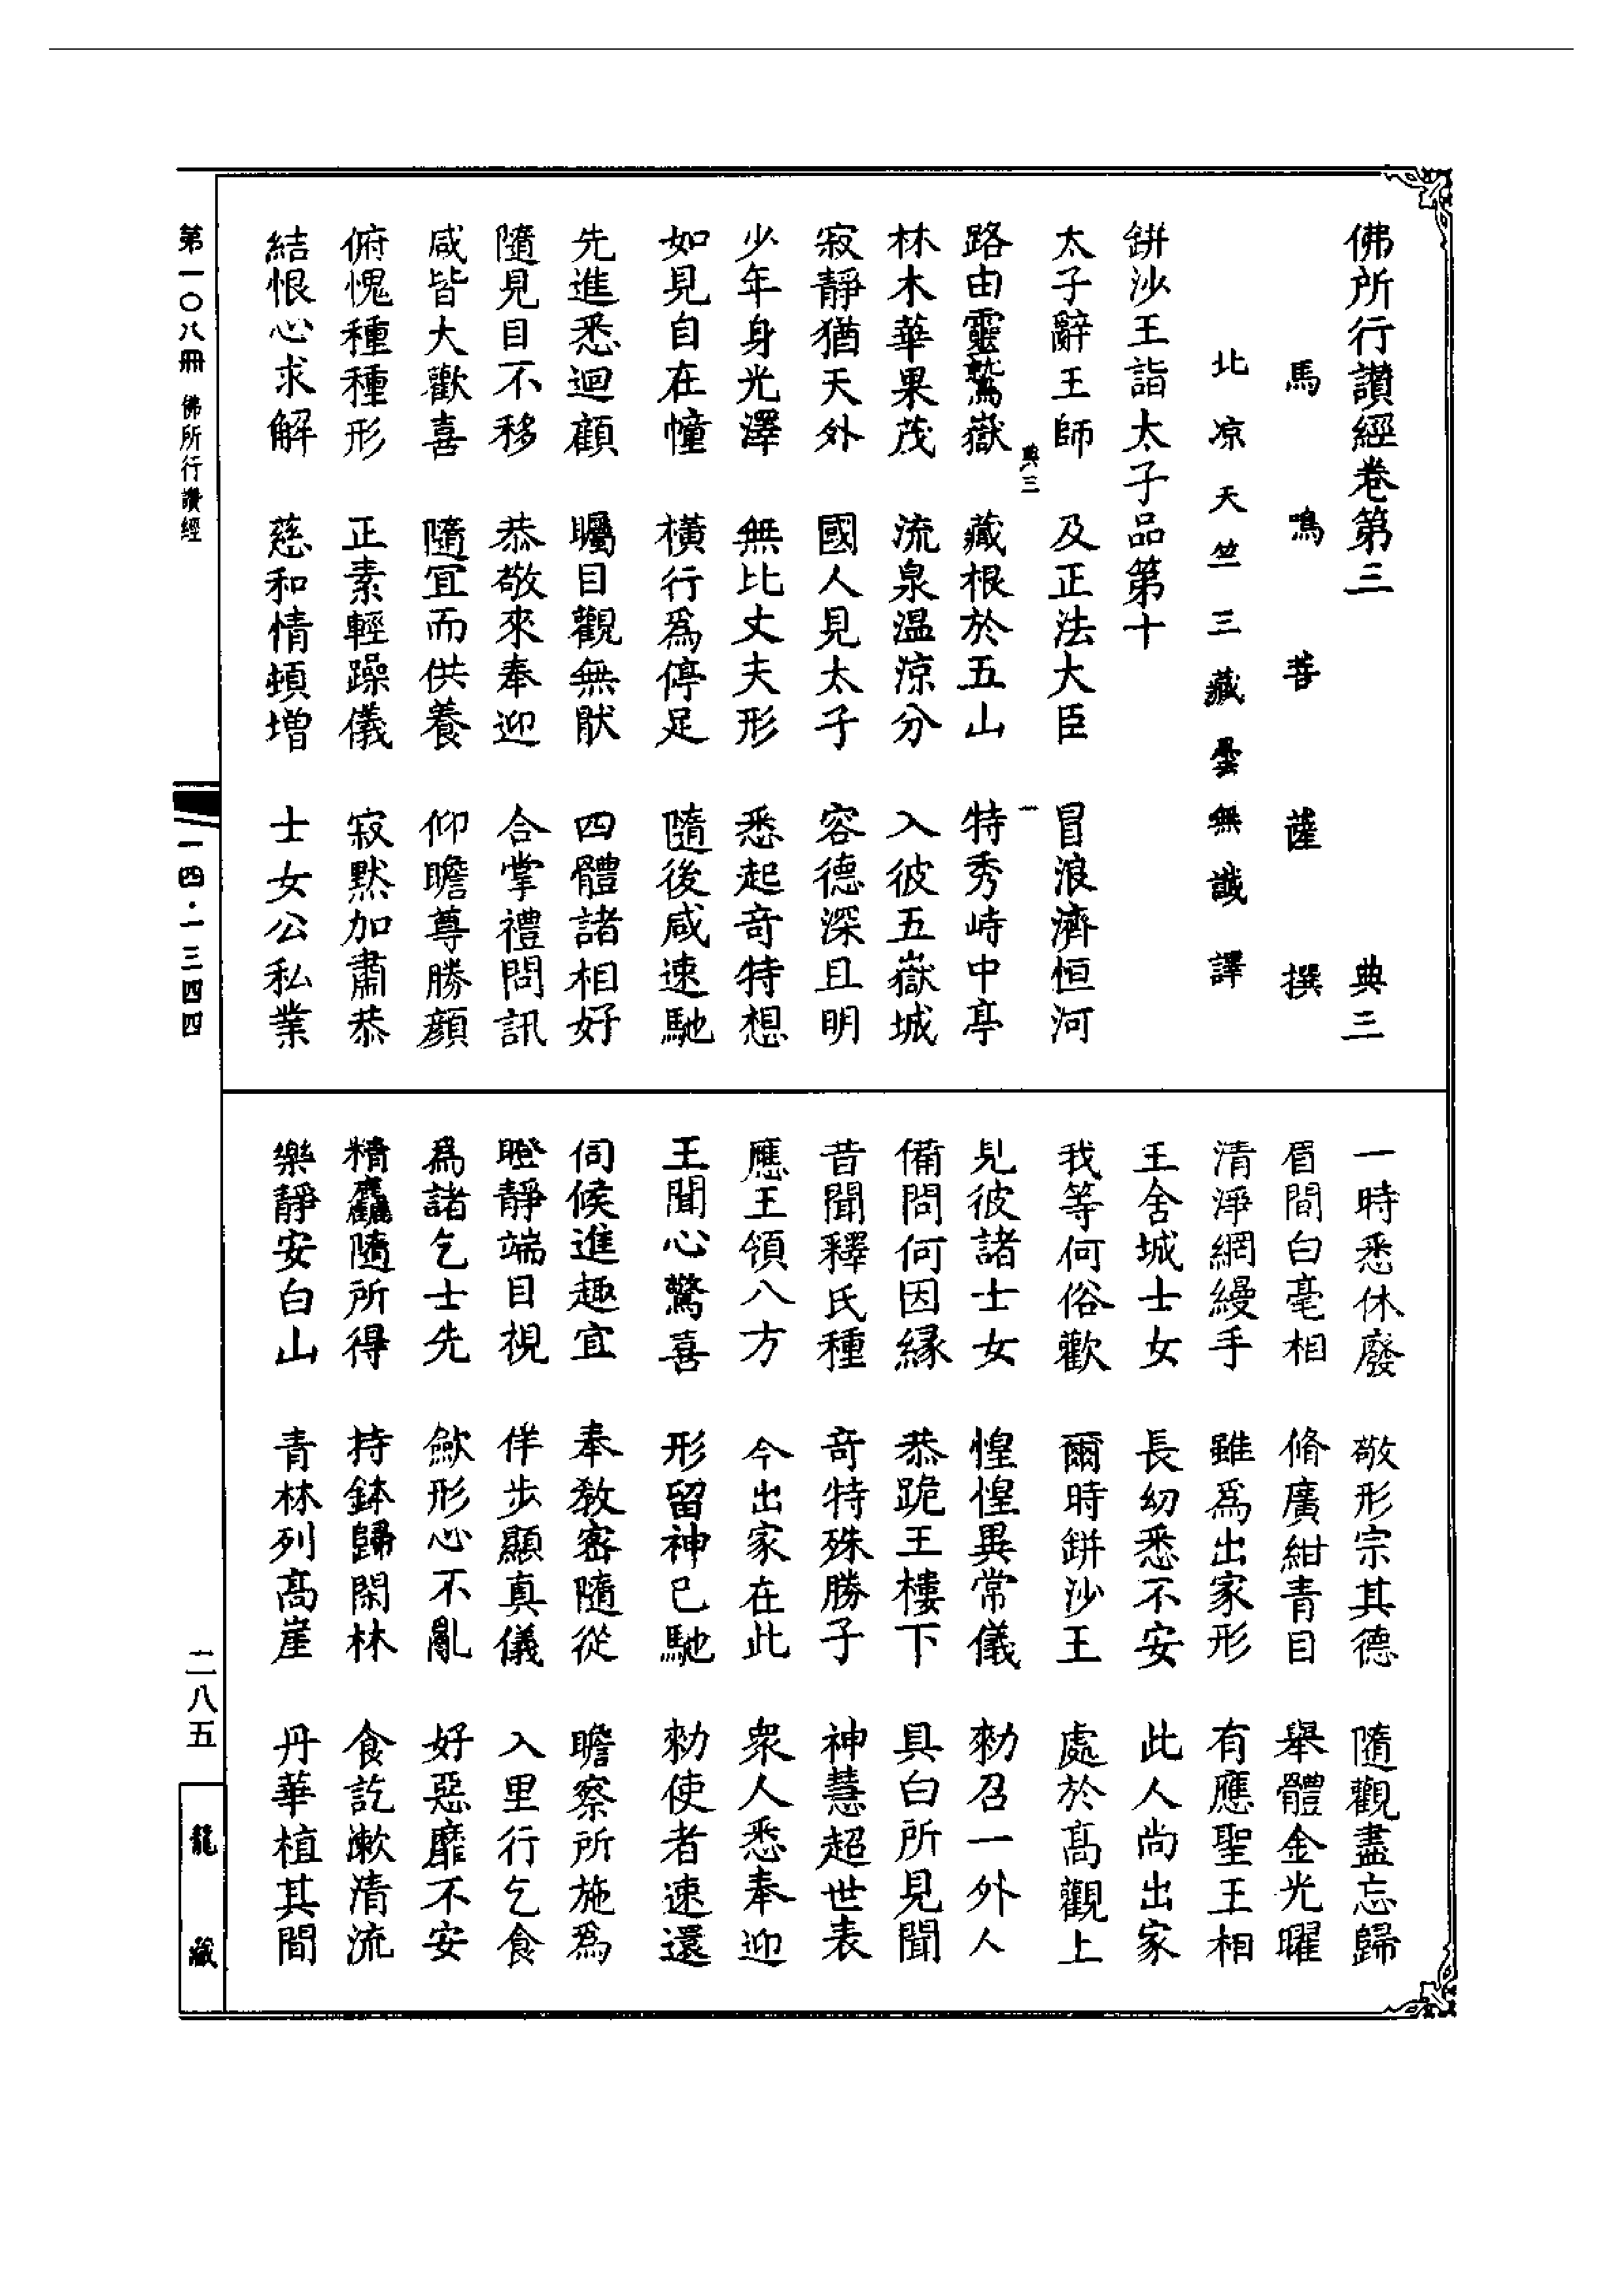 佛所行讚經卷第三　典三
馬鳴菩薩撰
北凉天竺三藏曇無讖譯
缾沙王詣太子品第十
太子辭王師　及正法大臣　冒浪濟恒河
典三　一
路由靈鷲嶽　藏根於五山　特秀峙中亭
林木華果茂　流泉温涼分　入彼五嶽城
寂靜猶天外　國人見太子　容德深且明
少年身光澤　無比丈夫形　悉起奇特想
如見自在幢　橫行為停足　隨後咸速馳
先進悉迴顧　矚目觀無猒　四體諸相好
隨見目不移　恭敬來奉迎　合掌禮問訊
咸皆大歡喜　隨宜而供養　仰瞻尊勝顏
俯愧種種形　正素輕躁儀　寂默加肅恭
結恨心求解　慈和情頓增　士女公私業
一時悉休廢　敬形宗其德　隨觀盡忘歸
眉間白毫相　脩廣紺青目　舉體金光曜
清淨網縵手　雖為出家形　有應聖王相
王舍城士女　長幼悉不安　此人尚出家
我等何俗歡　爾時缾沙王　處於髙觀上
見彼諸士女　惶惶異常儀　勑召一外人
備問何因緣　恭跪王樓下　具白所見聞
昔聞釋氏種　奇特殊勝子　神慧超世表
應王領八方　今出家在此　衆人悉奉迎
王聞心驚喜　形留神已馳　勑使者速還
伺候進趣宜　奉教密隨從　瞻察所施為
隥靜端目視　佯步顯真儀　入里行乞食
為諸乞士先　歛形心不亂　好惡靡不安
精麤隨所得　持鉢歸閑林　食訖漱清流
樂靜安白山　青林列髙崖　丹華植其間
第一〇八冊　佛所行讚經
一四·一三四四
二八五
龍藏